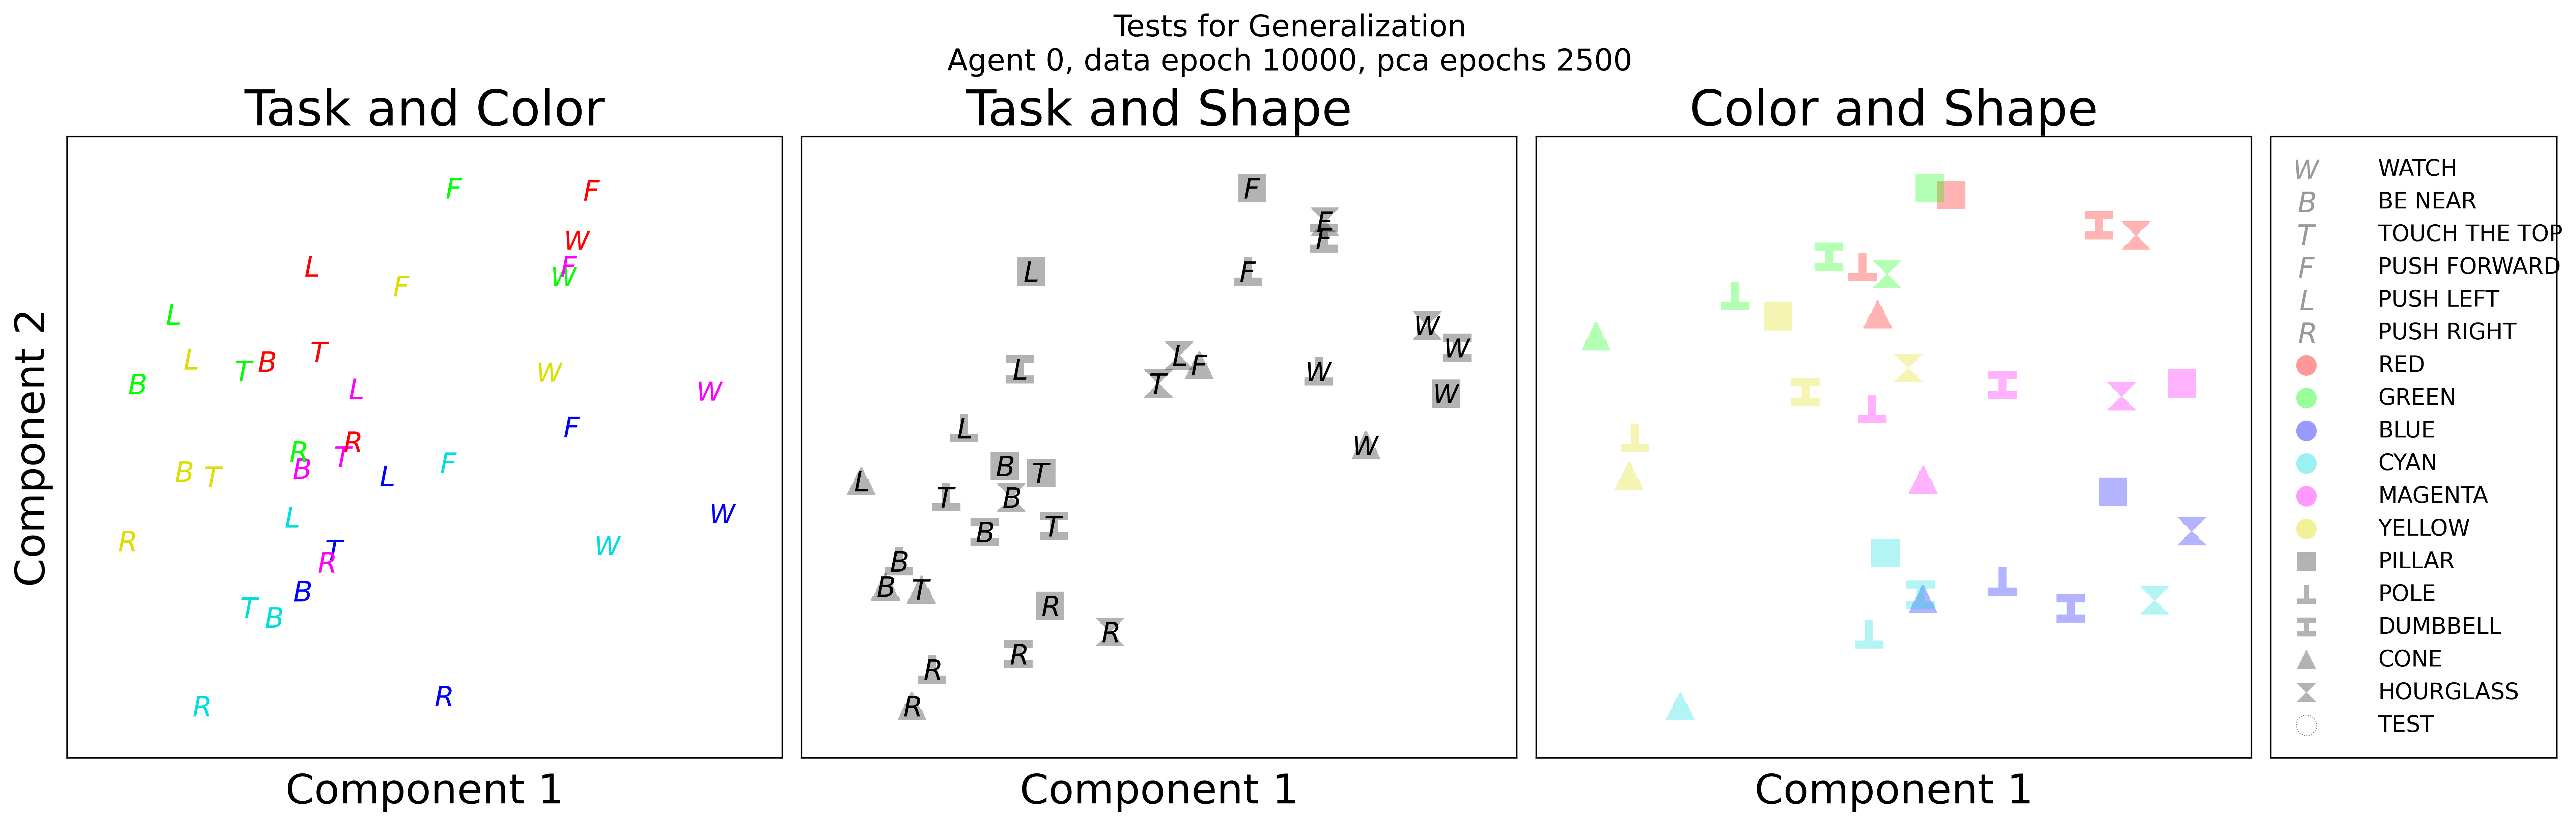 Tests for Generalization
Agent 0, data epoch 10000, pca epochs 2500
Task and Color
Task and Shape
Color and Shape
Component 2
F
F
W
F
W
L
F
L
T
B
T
L
W
B
L
W
F
R
R
T
B
F
B
T
L
L
W
R
T
W
R
B
T
B
R
R
Component 1
F
F
F
L
F
W
W
L
F
L
W
T
W
L
W
B
T
L
T
B
T
B
B
B
T
R
R
R
R
R
Component 1
Component 1
W WATCH
B BE NEAR
T TOUCH THE TOP
F PUSH FORWARD
L PUSH LEFT
R PUSH RIGHT
RED
GREEN
BLUE
CYAN
MAGENTA
YELLOW
PILLAR
POLE
DUMBBELL
CONE
HOURGLASS
TEST